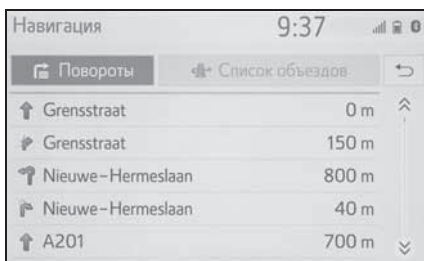 Навигация 9:37
Повороты Список объездов
Grensstraat 0 m
Grensstraat 150 m
Nieuwe-Hermeslaan 800 m
Nieuwe-Hermeslaan 40 m
A201 700 m